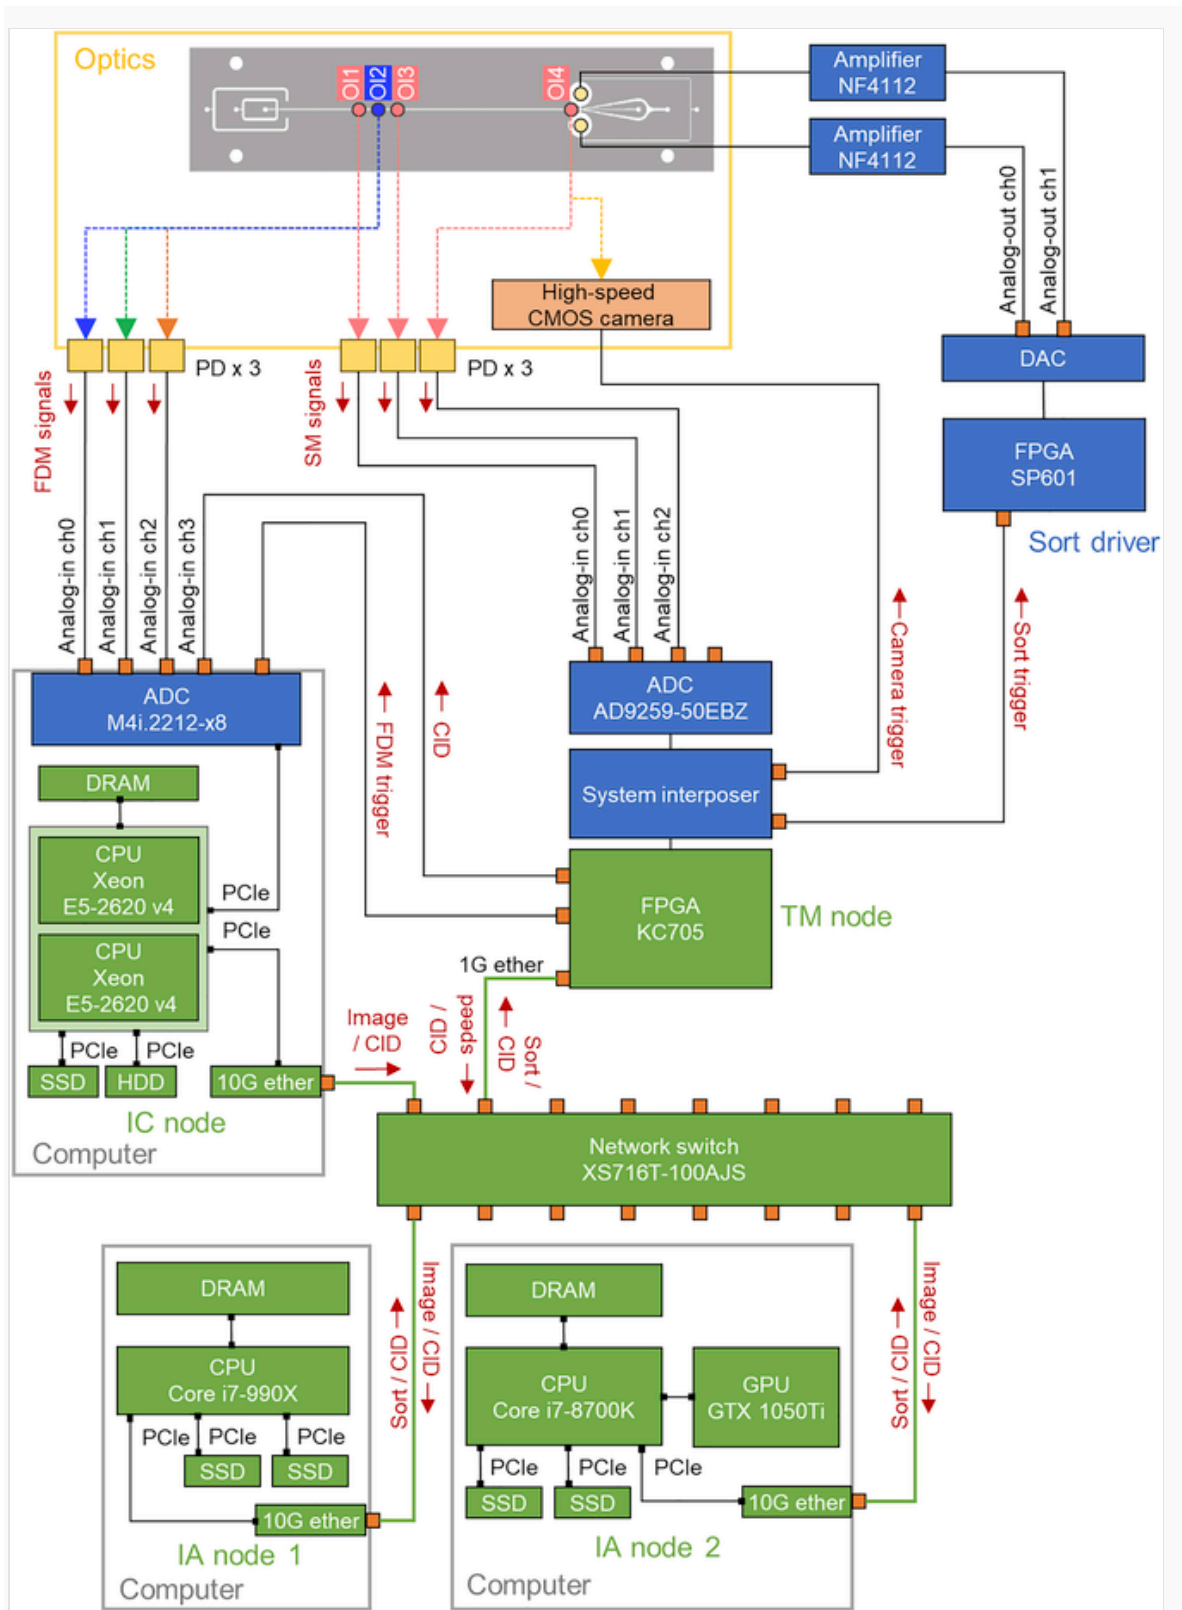 Optics
OI1
OI2
OI3
OI4
Amplifier
NF4112
Amplifier
NF4112
Analog-out ch0
Analog-out ch1
High-speed
CMOS camera
PD x 3
PD x 3
FDM signals
SM signals
DAC
FPGA
SP601
Sort driver
Analog-in ch0
Analog-in ch1
Analog-in ch2
Analog-in ch3
Analog-in ch0
Analog-in ch1
Analog-in ch2
Camera trigger
Sort trigger
ADC
M4i.2212-x8
ADC
AD9259-50EBZ
FDM trigger
CID
System interposer
DRAM
CPU
Xeon
E5-2620 v4
CPU
Xeon
E5-2620 v4
PCIe
PCIe
FPGA
KC705
TM node
1G ether
PCIe
PCIe
SSD
HDD
10G ether
IC node
Computer
Image
/ CID
speeds
/ CID
Sort /
CID
Network switch
XS716T-100AJS
DRAM
CPU
Core i7-990X
PCIe
PCIe
PCIe
SSD
SSD
10G ether
IA node 1
Computer
Sort / CID
Image / CID
DRAM
CPU
Core i7-8700K
GPU
GTX 1050Ti
PCIe
PCIe
PCIe
SSD
SSD
10G ether
IA node 2
Computer
Sort / CID
Image / CID